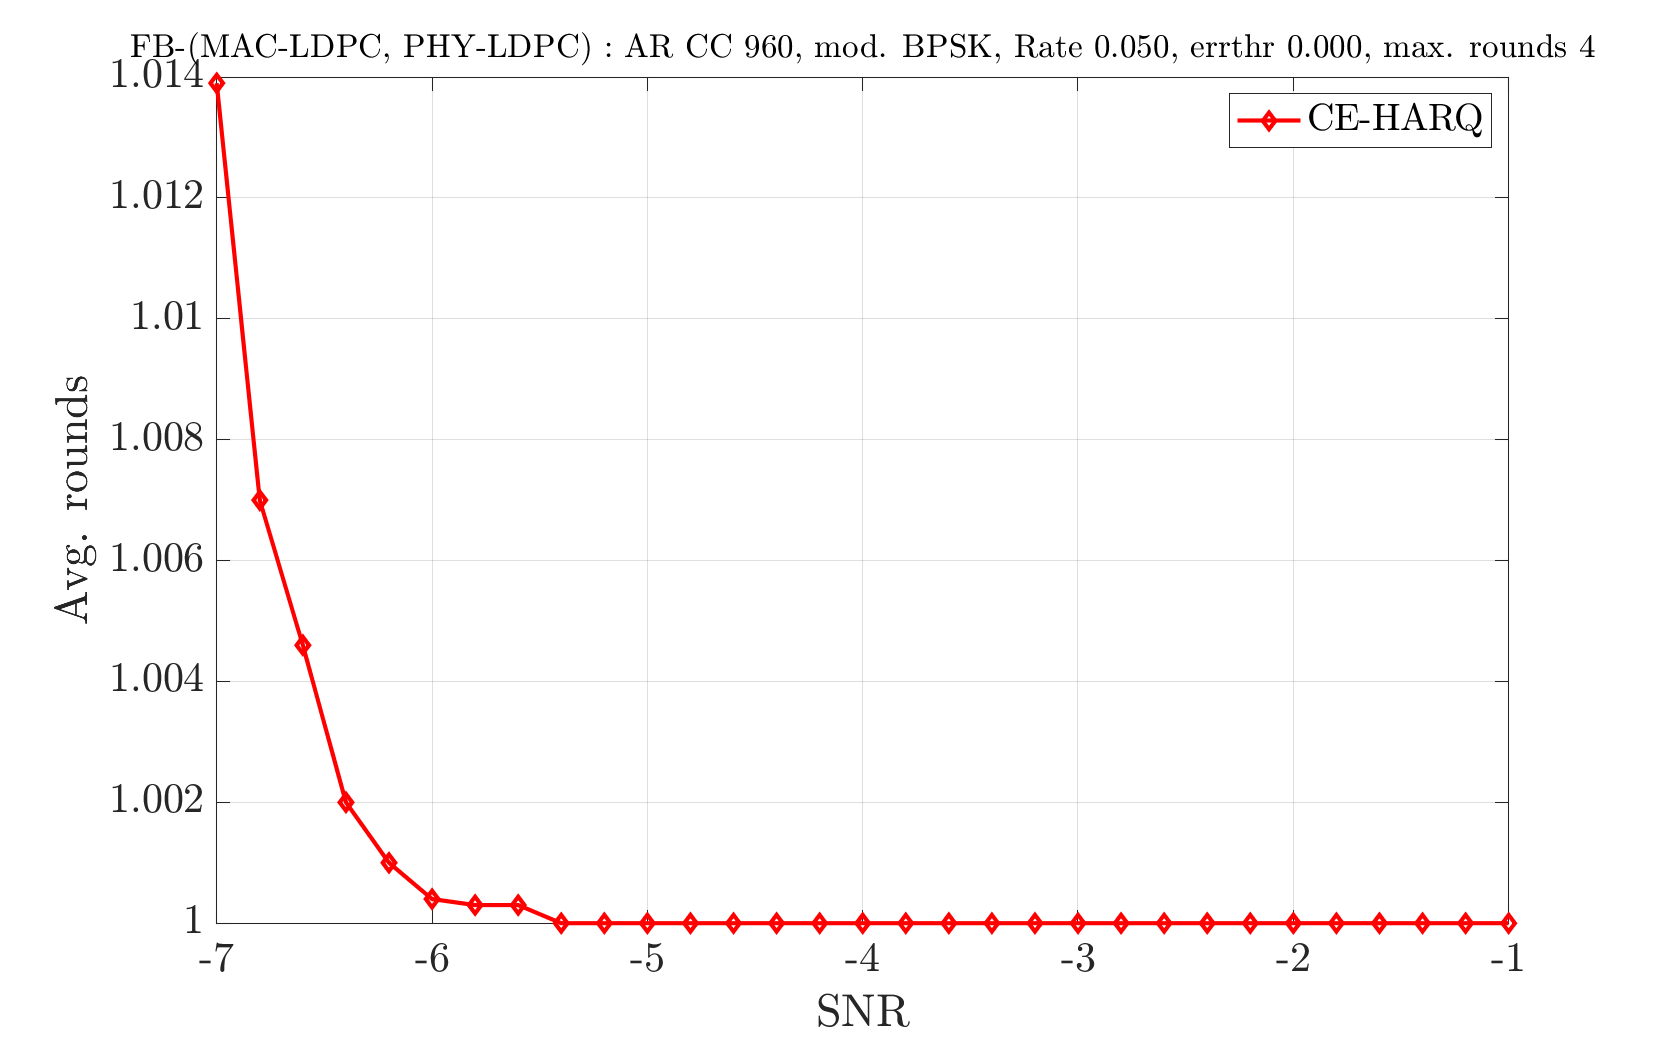 FB-(MAC-LDPC, PHY-LDPC) : AR CC 960, mod. BPSK, Rate 0.050, errthr 0.000, max. rounds 4
CE-HARQ
1.014
1.012
1.01
1.008
1.006
1.004
1.002
1
Avg. rounds
-7 -6 -5 -4 -3 -2 -1
SNR